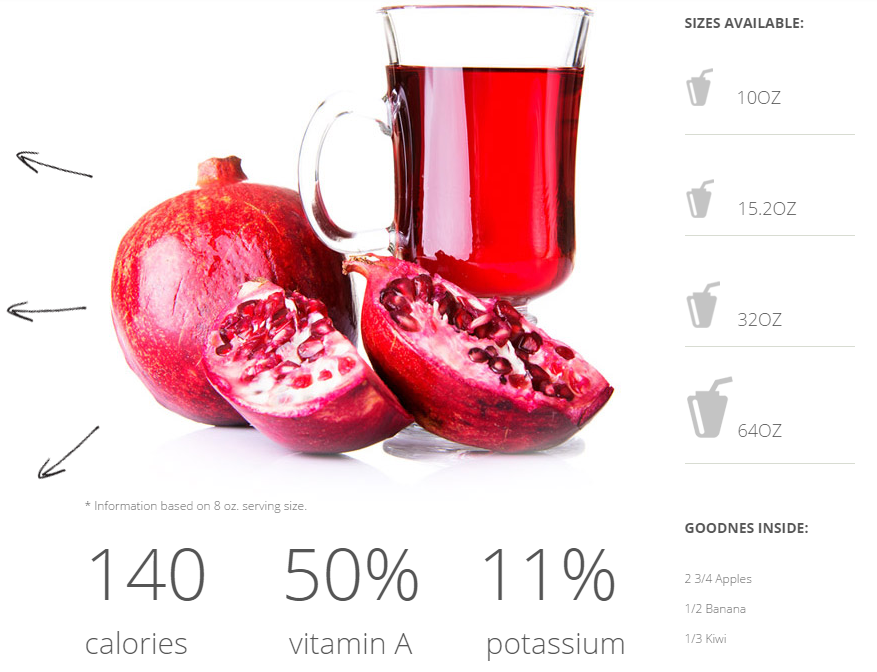 SIZES AVAILABLE:
10OZ
15.2OZ
32OZ
64OZ
* Information based on 8 oz. serving size.
140
calories
50%
vitamin A
11%
potassium
GOODNES INSIDE:
2 3/4 Apples
1/2 Banana
1/3 Kiwi